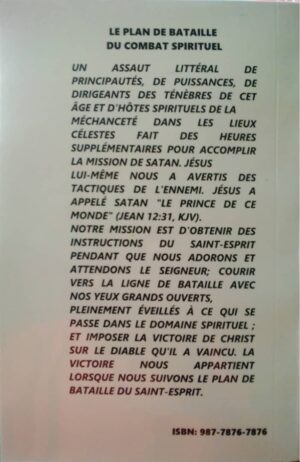 LE PLAN DE BATAILLE
DU COMBAT SPIRITUEL
UN ASSAUT LITTÉRAL DE
PRINCIPAUTÉS, DE PUISSANCES, DE
DIRIGEANTS DES TÉNÈBRES DE CET
ÂGE ET D'HÔTES SPIRITUELS DE LA
MÉCHANCETÉ DANS LES LIEUX
CÉLESTES FAIT DES HEURES
SUPPLÉMENTAIRES POUR ACCOMPLIR
LA MISSION DE SATAN. JÉSUS
LUI-MÊME NOUS A AVERTIS DES
TACTIQUES DE L'ENNEMI. JÉSUS A
APPELÉ SATAN "LE PRINCE DE CE
MONDE" (JEAN 12:31, KJV).
NOTRE MISSION EST D'OBTENIR DES
INSTRUCTIONS DU SAINT-ESPRIT
PENDANT QUE NOUS ADORONS ET
ATTENDONS LE SEIGNEUR; COURIR
VERS LA LIGNE DE BATAILLE AVEC
NOS YEUX GRANDS OUVERTS,
PLEINEMENT ÉVEILLÉS À CE QUI SE
PASSE DANS LE DOMAINE SPIRITUEL ;
ET IMPOSER LA VICTOIRE DE CHRIST
SUR LE DIABLE QU'IL A VAINCU. LA
VICTOIRE NOUS APPARTIENT
LORSQUE NOUS SUIVONS LE PLAN DE
BATAILLE DU SAINT-ESPRIT.
ISBN: 987-7876-7876